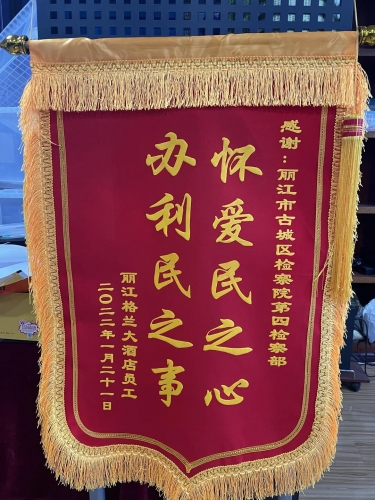 感谢：丽江市古城区检察院第四检察部
怀爱民之心
办利民之事
丽江格兰大酒店员工
二〇二二年一月二十一日